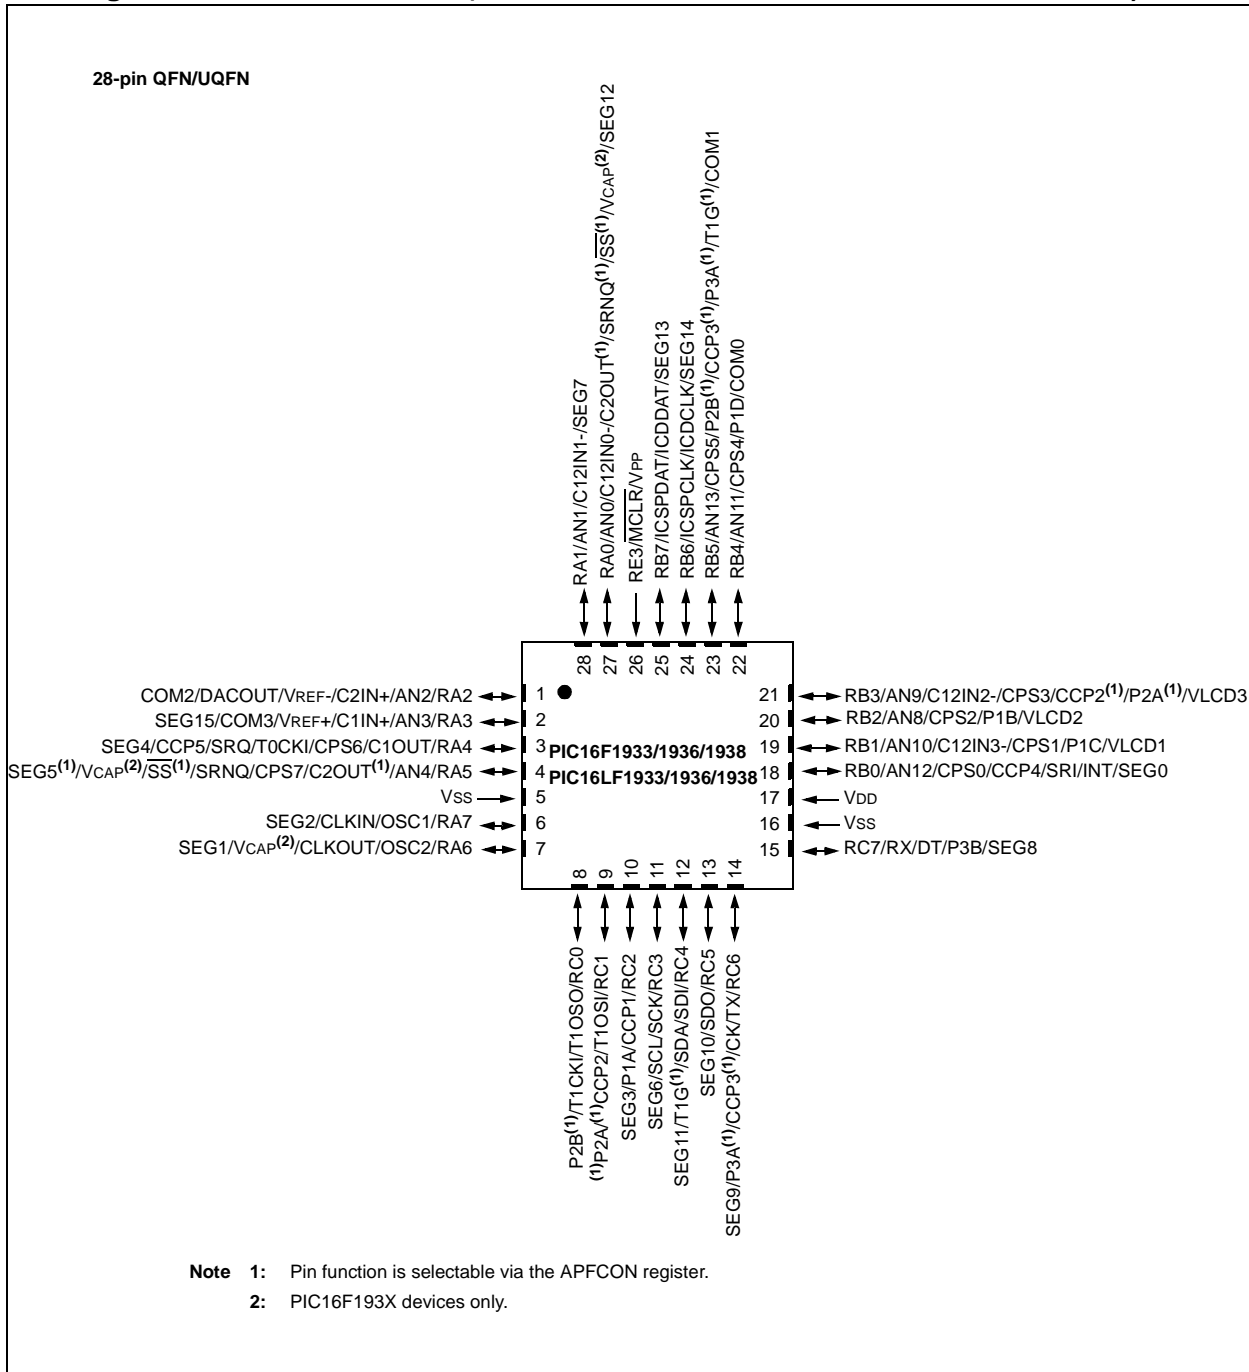 28-pin QFN/UQFN
RA1/AN1/C12IN1-/SEG7
RA0/AN0/C12IN0-/C2OUT(1)/SRNQ(1)/SS(1)/VCAP(2)/SEG12
RE3/MCLR/VPP
RB7/ICSPDAT/ICDDAT/SEG13
RB6/ICSPCLK/ICDCLK/SEG14
RB5/AN13/CPS5/P2B(1)/CCP3(1)/P3A(1)/T1G(1)/COM1
RB4/AN11/CPS4/P1D/COM0
28 27 26 25 24 23 22
COM2/DACOUT/VREF-/C2IN+/AN2/RA2 1
SEG15/COM3/VREF+/C1IN+/AN3/RA3 2
SEG4/CCP5/SRQ/T0CKI/CPS6/C1OUT/RA4 3
SEG5(1)/VCAP(2)/SS(1)/SRNQ/CPS7/C2OUT(1)/AN4/RA5 4
VSS 5
SEG2/CLKIN/OSC1/RA7 6
SEG1/VCAP(2)/CLKOUT/OSC2/RA6 7
PIC16F1933/1936/1938
PIC16LF1933/1936/1938
21 RB3/AN9/C12IN2-/CPS3/CCP2(1)/P2A(1)/VLCD3
20 RB2/AN8/CPS2/P1B/VLCD2
19 RB1/AN10/C12IN3-/CPS1/P1C/VLCD1
18 RB0/AN12/CPS0/CCP4/SRI/INT/SEG0
17 VDD
16 VSS
15 RC7/RX/DT/P3B/SEG8
8 9 10 11 12 13 14
P2B(1)/T1CKI/T1OSO/RC0
(1)P2A/(1)CCP2/T1OSI/RC1
SEG3/P1A/CCP1/RC2
SEG6/SCL/SCK/RC3
SEG11/T1G(1)/SDA/SDI/RC4
SEG10/SDO/RC5
SEG9/P3A(1)/CCP3(1)/CK/TX/RC6
Note 1: Pin function is selectable via the APFCON register.
2: PIC16F193X devices only.